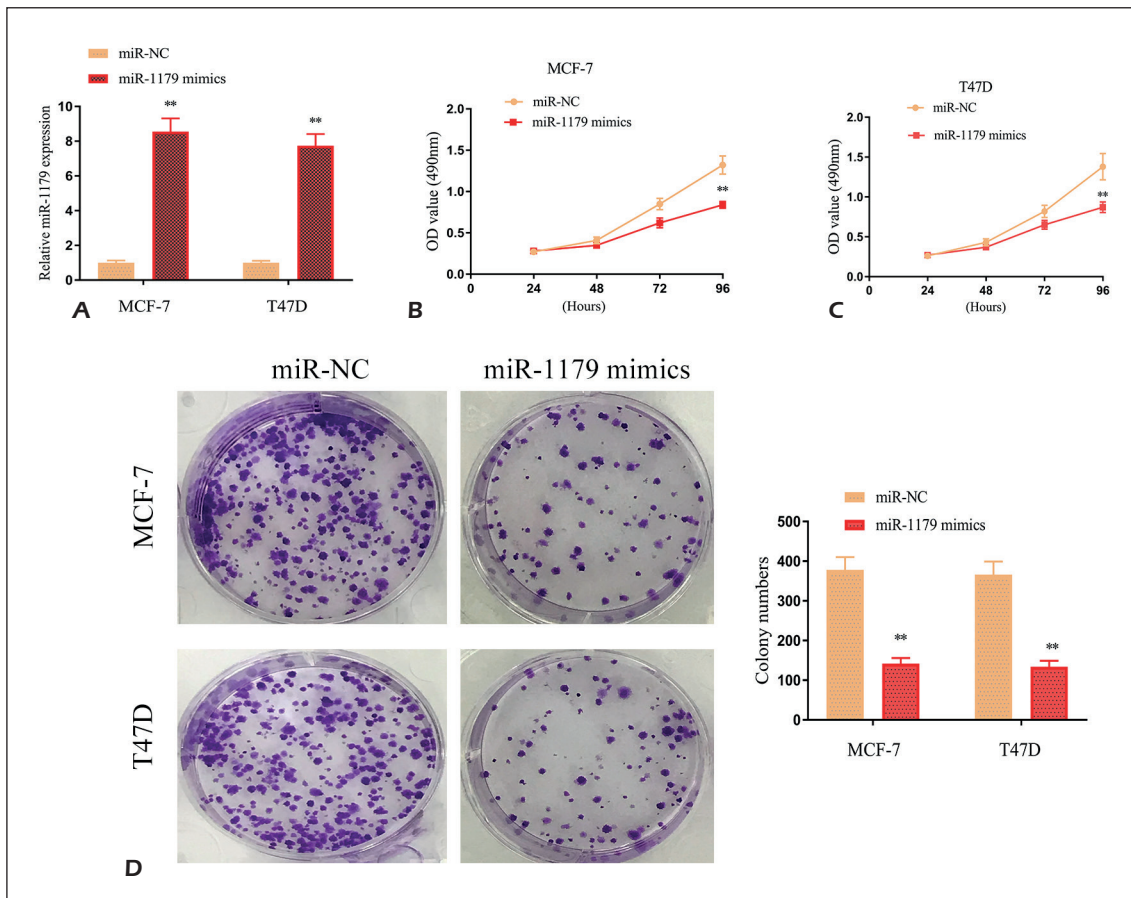 miR-NC
miR-1179 mimics
Relative miR-1179 expression
10
8
6
4
2
0
**
**
MCF-7
T47D
A
MCF-7
miR-NC
miR-1179 mimics
OD value (490nm)
2.0
1.5
1.0
0.5
0.0
**
0
24
48
72
96
(Hours)
B
T47D
miR-NC
miR-1179 mimics
OD value (490nm)
2.0
1.5
1.0
0.5
0.0
**
0
24
48
72
96
(Hours)
C
miR-NC
miR-1179 mimics
MCF-7
T47D
D
miR-NC
miR-1179 mimics
Colony numbers
500
400
300
200
100
0
**
**
MCF-7
T47D